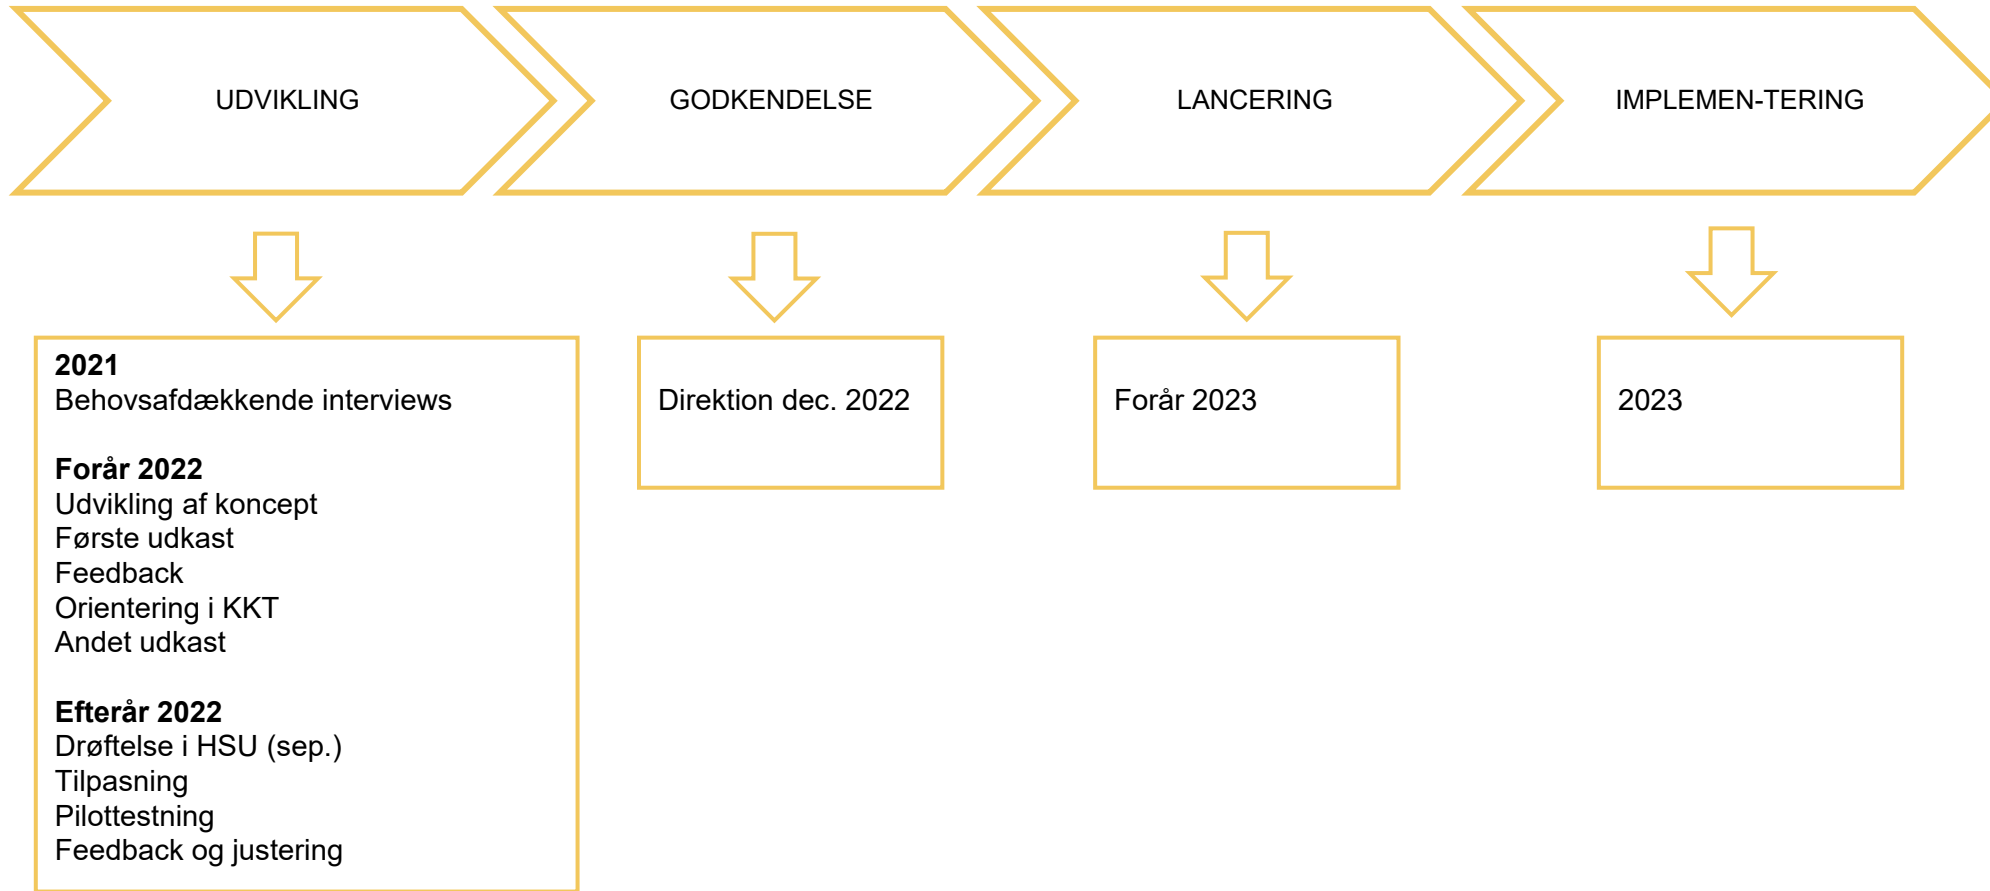 UDVIKLING
GODKENDELSE
LANCERING
IMPLEMEN-TERING
2021
Behovsafdækkende interviews
Forår 2022
Udvikling af koncept
Første udkast
Feedback
Orientering i KKT
Andet udkast
Efterår 2022
Drøftelse i HSU (sep.)
Tilpasning
Pilottestning
Feedback og justering
Direktion dec. 2022
Forår 2023
2023